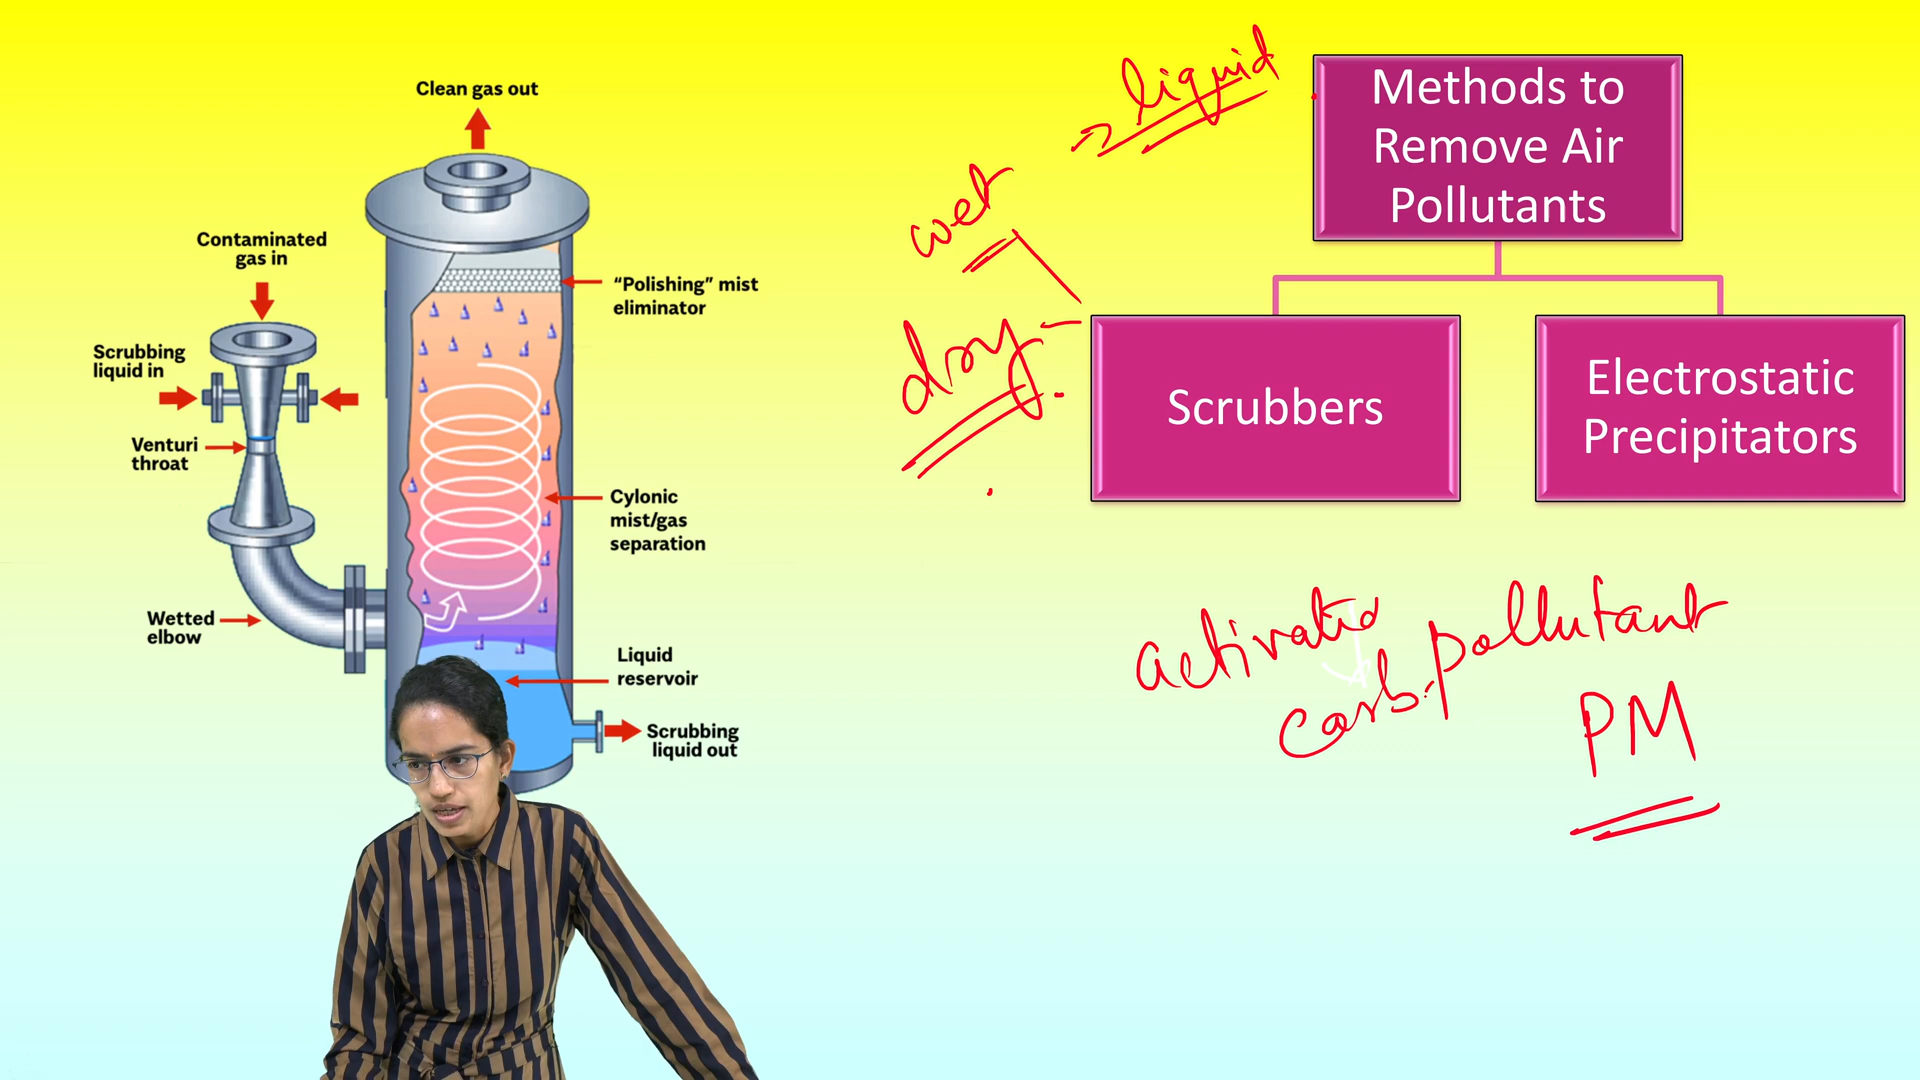 Clean gas out
Contaminated
gas in
"Polishing" mist
eliminator
Scrubbing
liquid in
Venturi
throat
Cylonic
mist/gas
separation
Wetted
elbow
Liquid
reservoir
Scrubbing
liquid out
liquid
wet
dry
Methods to
Remove Air
Pollutants
Scrubbers
Electrostatic
Precipitators
pollutant
carb.
PM